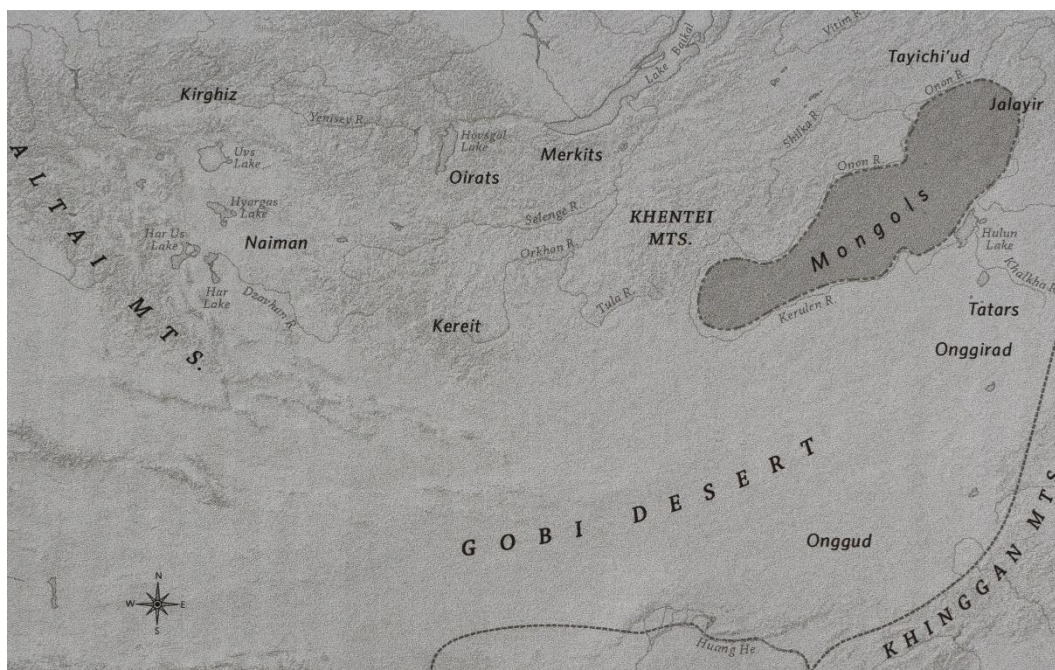 Vitim R.
Tayichi'ud
Lake Baikal
Onon R.
Kirghiz
Jalayir
Yenisey R.
Shilka R.
Hövsgöl
Lake
Uvs
Lake
Merkits
Onon R.
Oirats
ALTAI MTS.
Hyargas
Lake
Selenge R.
KHENTEI
MTS.
Mongols
Har Us
Lake
Naiman
Orkhan R.
Hulun
Lake
Khalkha R.
Har
Lake
Dzavhan R.
Tula R.
Kerulen R.
Tatars
Kereit
Onggirad
GOBI DESERT
Onggud
KHINGGAN MTS.
N
W E
S
Huang He